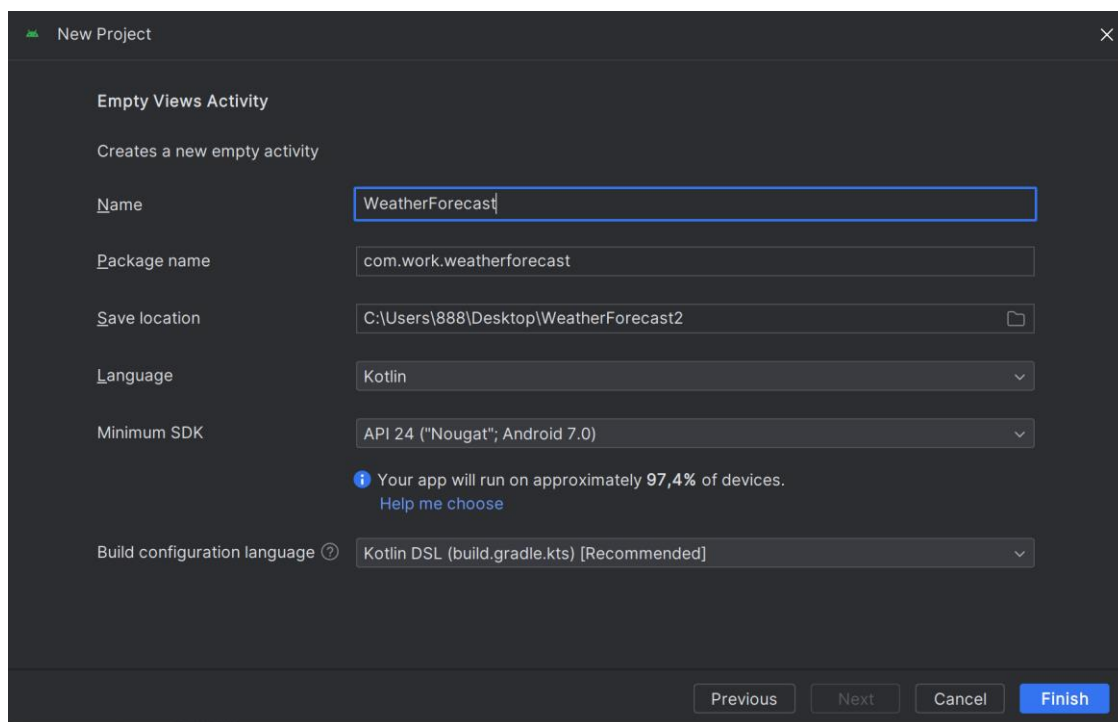 New Project
Empty Views Activity
Creates a new empty activity
Name
WeatherForecast
Package name
com.work.weatherforecast
Save location
C:\Users\888\Desktop\WeatherForecast2
Language
Kotlin
Minimum SDK
API 24 ("Nougat"; Android 7.0)
Your app will run on approximately 97,4% of devices.
Help me choose
Build configuration language
Kotlin DSL (build.gradle.kts) [Recommended]
Previous
Next
Cancel
Finish